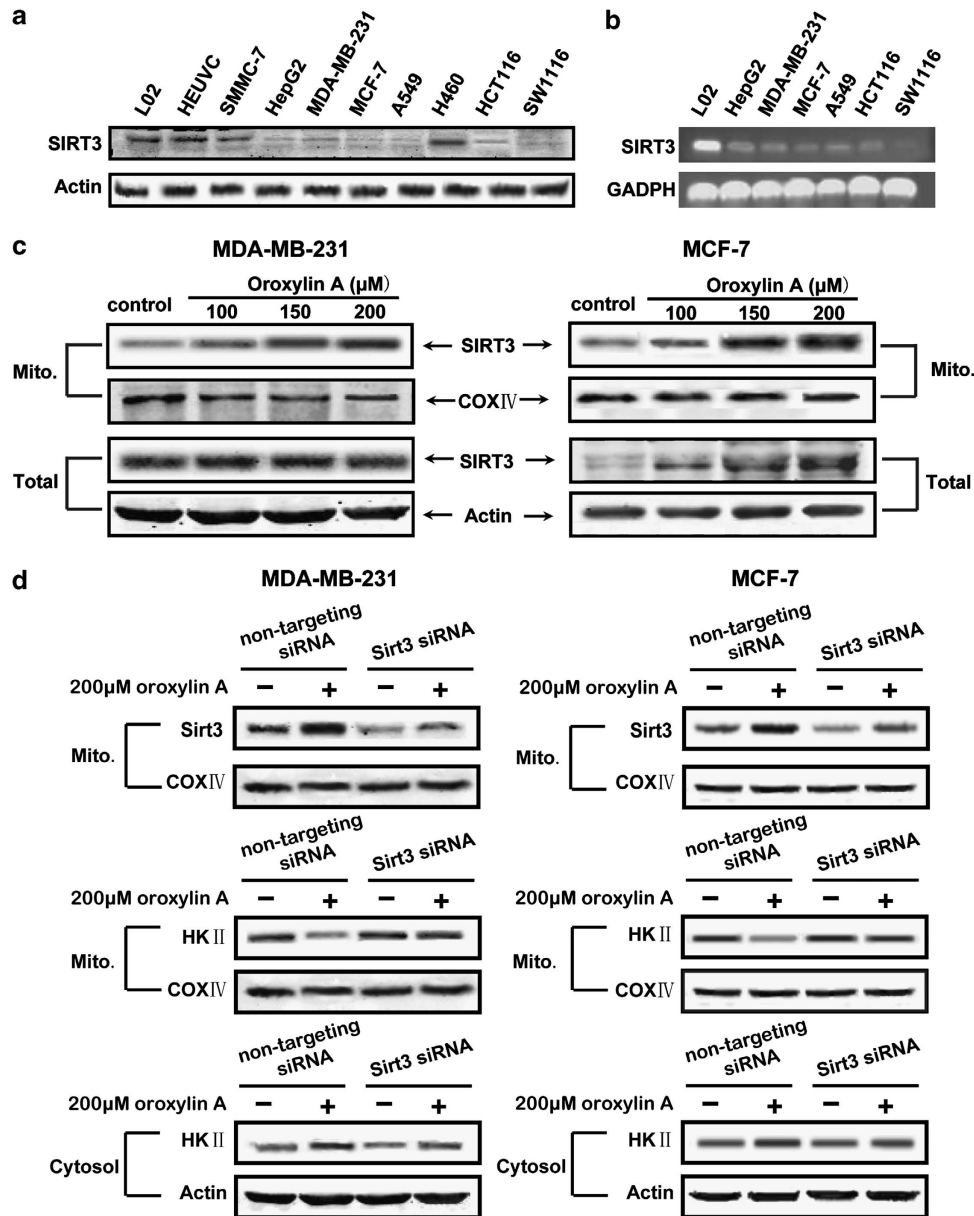 a
L02 HEUVC SMMC-7 HepG2 MDA-MB-231 MCF-7 A549 H460 HCT116 SW1116
SIRT3
Actin
b
L02 HepG2 MDA-MB-231 MCF-7 A549 HCT116 SW1116
SIRT3
GADPH
c
MDA-MB-231
Oroxylin A (μM)
control 100 150 200
MCF-7
Oroxylin A (μM)
control 100 150 200
Mito. ← SIRT3 → Mito.
← COXⅣ →
Total ← SIRT3 → Total
← Actin →
d
MDA-MB-231
non-targeting
siRNA
Sirt3 siRNA
200μM oroxylin A − + − +
Mito.
Sirt3
COXⅣ
non-targeting
siRNA
Sirt3 siRNA
200μM oroxylin A − + − +
Mito.
HKⅡ
COXⅣ
non-targeting
siRNA
Sirt3 siRNA
200μM oroxylin A − + − +
Cytosol
HKⅡ
Actin
MCF-7
non-targeting
siRNA
Sirt3 siRNA
200μM oroxylin A − + − +
Mito.
Sirt3
COXⅣ
non-targeting
siRNA
Sirt3 siRNA
200μM oroxylin A − + − +
Mito.
HKⅡ
COXⅣ
non-targeting
siRNA
Sirt3 siRNA
200μM oroxylin A − + − +
Cytosol
HKⅡ
Actin